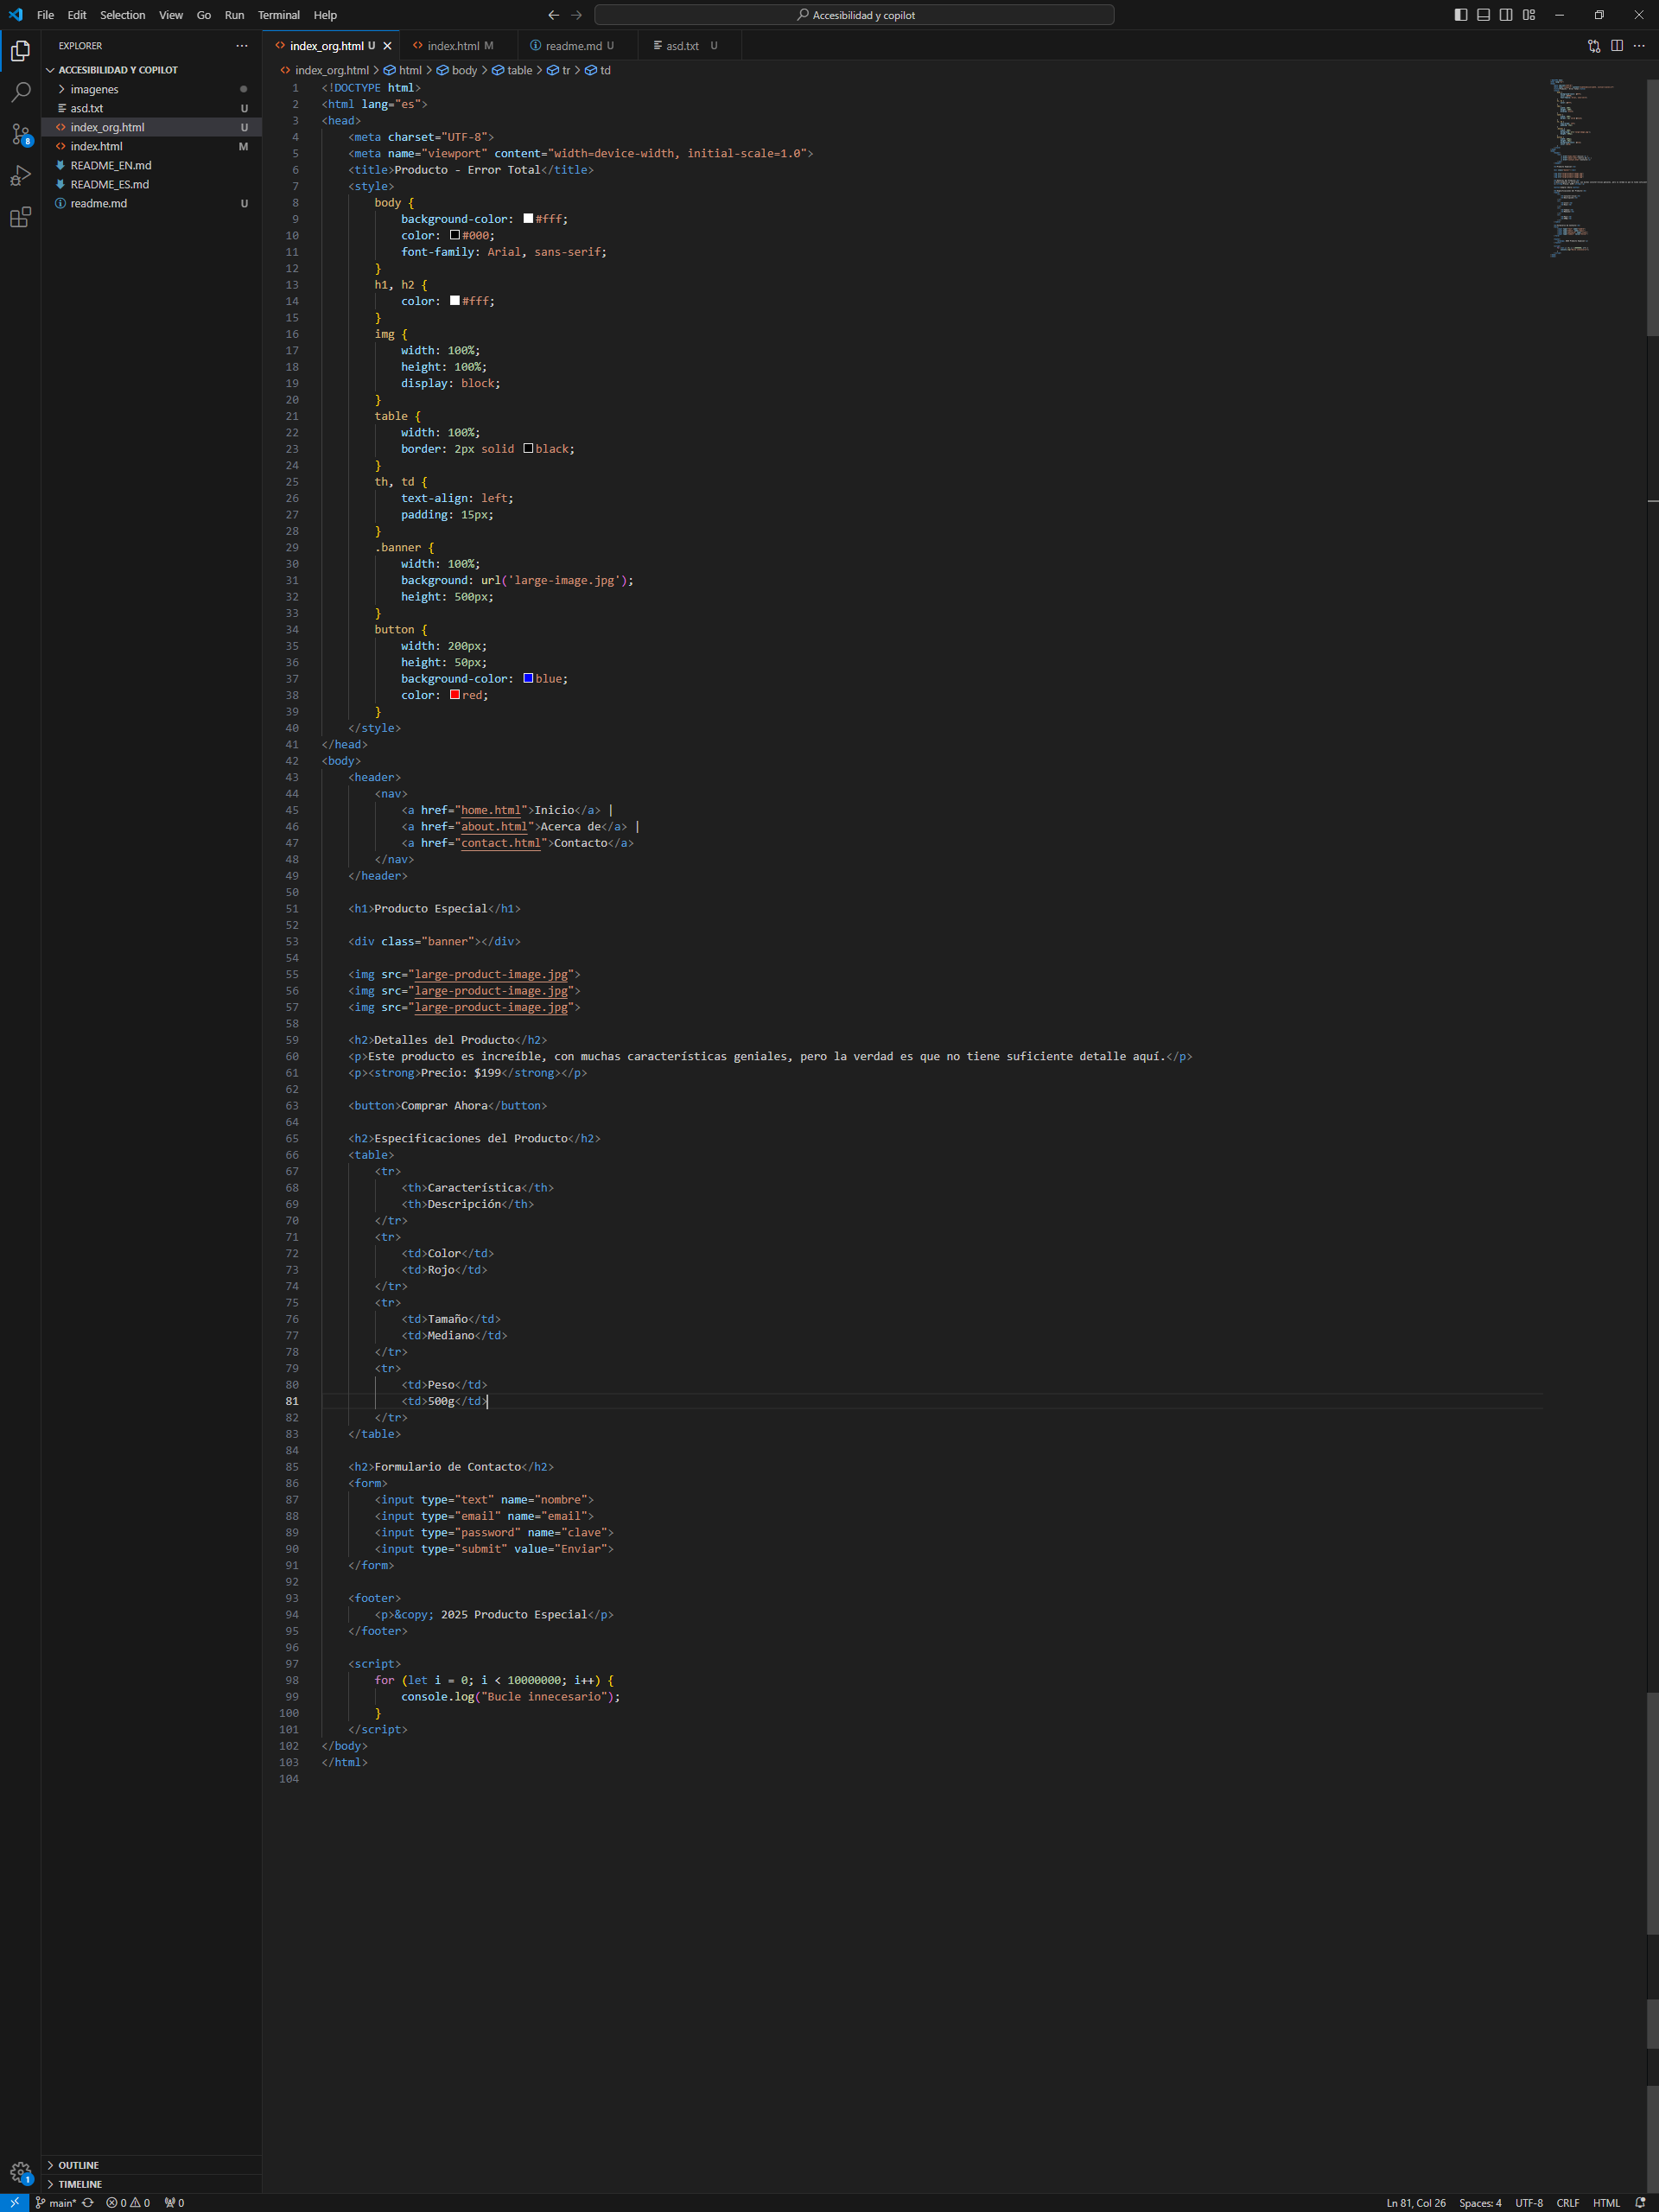 File Edit Selection View Go Run Terminal Help
Accesibilidad y copilot
EXPLORER
ACCESIBILIDAD Y COPILOT
imagenes
asd.txt U
index_org.html U
index.html M
README_EN.md
README_ES.md
readme.md U
8
index_org.html U
index.html M
readme.md U
asd.txt U
index_org.html > html > body > table > tr > td
1 <!DOCTYPE html>
2 <html lang="es">
3 <head>
4 <meta charset="UTF-8">
5 <meta name="viewport" content="width=device-width, initial-scale=1.0">
6 <title>Producto - Error Total</title>
7 <style>
8 body {
9 background-color: #fff;
10 color: #000;
11 font-family: Arial, sans-serif;
12 }
13 h1, h2 {
14 color: #fff;
15 }
16 img {
17 width: 100%;
18 height: 100%;
19 display: block;
20 }
21 table {
22 width: 100%;
23 border: 2px solid black;
24 }
25 th, td {
26 text-align: left;
27 padding: 15px;
28 }
29 .banner {
30 width: 100%;
31 background: url('large-image.jpg');
32 height: 500px;
33 }
34 button {
35 width: 200px;
36 height: 50px;
37 background-color: blue;
38 color: red;
39 }
40 </style>
41 </head>
42 <body>
43 <header>
44 <nav>
45 <a href="home.html">Inicio</a> |
46 <a href="about.html">Acerca de</a> |
47 <a href="contact.html">Contacto</a>
48 </nav>
49 </header>
50
51 <h1>Producto Especial</h1>
52
53 <div class="banner"></div>
54
55 <img src="large-product-image.jpg">
56 <img src="large-product-image.jpg">
57 <img src="large-product-image.jpg">
58
59 <h2>Detalles del Producto</h2>
60 <p>Este producto es increíble, con muchas características geniales, pero la verdad es que no tiene suficiente detalle aquí.</p>
61 <p><strong>Precio: $199</strong></p>
62
63 <button>Comprar Ahora</button>
64
65 <h2>Especificaciones del Producto</h2>
66 <table>
67 <tr>
68 <th>Característica</th>
69 <th>Descripción</th>
70 </tr>
71 <tr>
72 <td>Color</td>
73 <td>Rojo</td>
74 </tr>
75 <tr>
76 <td>Tamaño</td>
77 <td>Mediano</td>
78 </tr>
79 <tr>
80 <td>Peso</td>
81 <td>500g</td>
82 </tr>
83 </table>
84
85 <h2>Formulario de Contacto</h2>
86 <form>
87 <input type="text" name="nombre">
88 <input type="email" name="email">
89 <input type="password" name="clave">
90 <input type="submit" value="Enviar">
91 </form>
92
93 <footer>
94 <p>&copy; 2025 Producto Especial</p>
95 </footer>
96
97 <script>
98 for (let i = 0; i < 10000000; i++) {
99 console.log("Bucle innecesario");
100 }
101 </script>
102 </body>
103 </html>
104
OUTLINE
TIMELINE
1
main* 0 0 0
Ln 81, Col 26 Spaces: 4 UTF-8 CRLF HTML